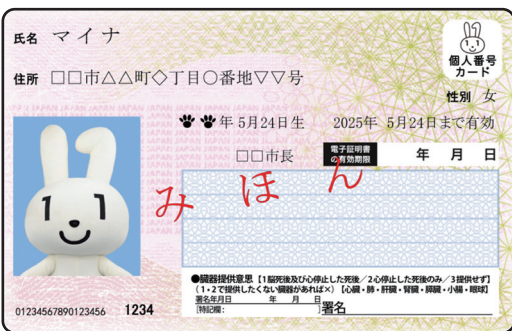 氏名 マイナ
個人番号
カード
住所 □□市△△町◇丁目○番地▽▽号
性別 女
年 5月24日生 2025年 5月24日まで有効
□□市長
電子証明書
の有効期限
年 月 日
みほん
●臓器提供意思【1脳死後及び心停止した死後／2心停止した死後のみ／3提供せず】
(1・2で提供したくない臓器があれば×)【心臓・肺・肝臓・腎臓・膵臓・小腸・眼球】
署名年月日 年 月 日
[特記欄: ]署名
01234567890123456 1234